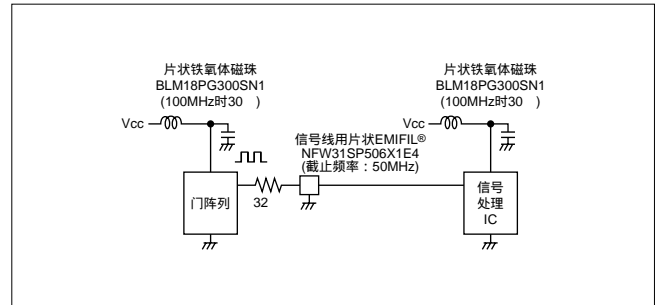 片状铁氧体磁珠
BLM18PG300SN1
(100MHz时30 )
Vcc
片状铁氧体磁珠
BLM18PG300SN1
(100MHz时30 )
Vcc
信号线用片状EMIFIL®
NFW31SP506X1E4
(截止频率：50MHz)
门阵列
32
信号
处理
IC